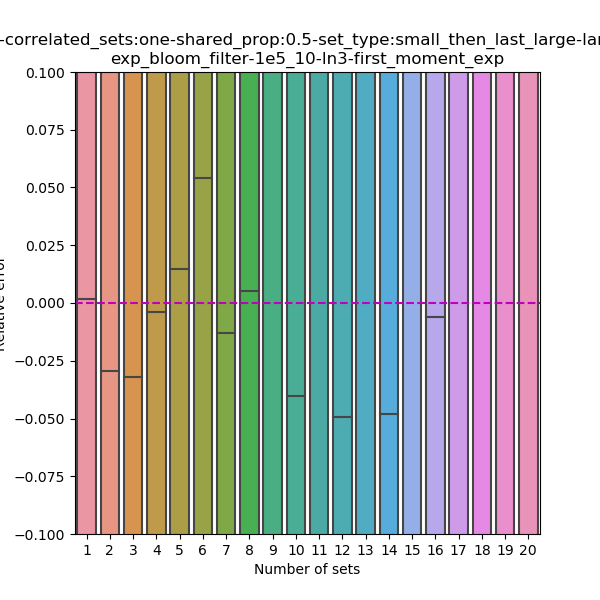 -correlated_sets:one-shared_prop:0.5-set_type:small_then_last_large-lar
exp_bloom_filter-1e5_10-ln3-first_moment_exp
0.100
0.075
0.050
0.025
0.000
−0.025
−0.050
−0.075
−0.100
Relative error
1 2 3 4 5 6 7 8 9 10 11 12 13 14 15 16 17 18 19 20
Number of sets